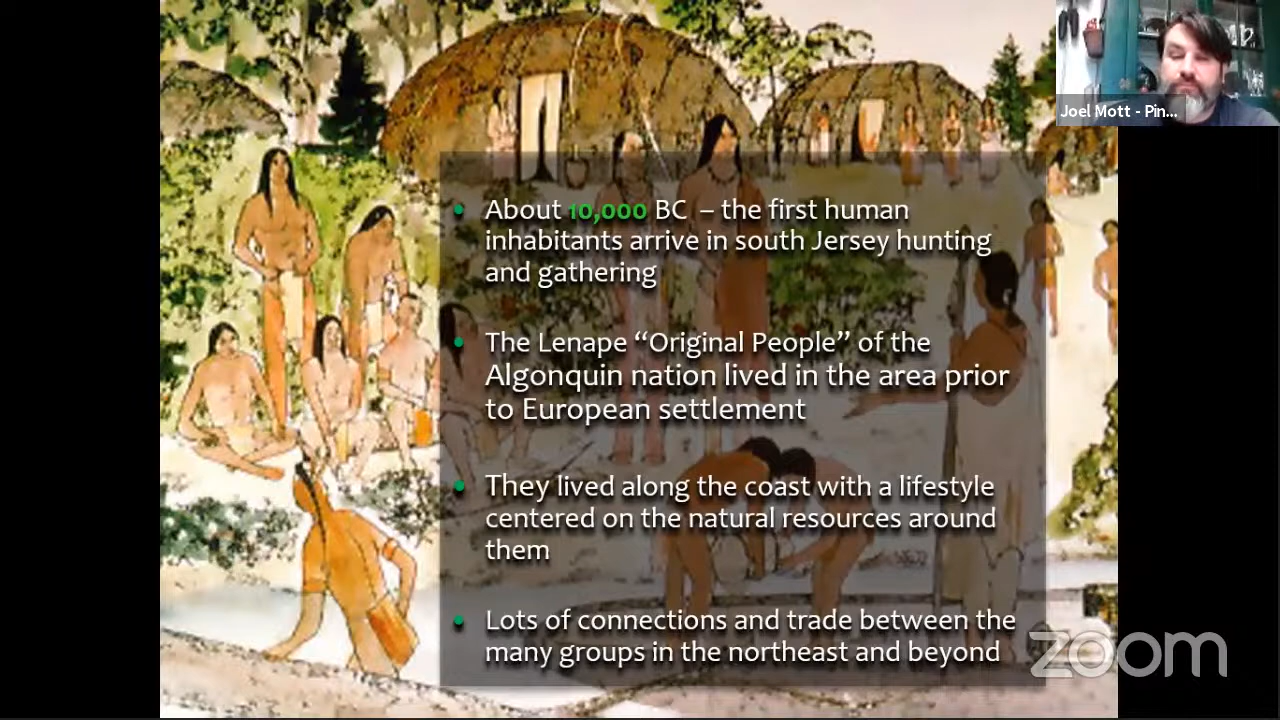 Joel Mott - Pin...
• About 10,000 BC – the first human
inhabitants arrive in south Jersey hunting
and gathering
• The Lenape “Original People” of the
Algonquin nation lived in the area prior
to European settlement
• They lived along the coast with a lifestyle
centered on the natural resources around
them
• Lots of connections and trade between the
many groups in the northeast and beyond
zoom